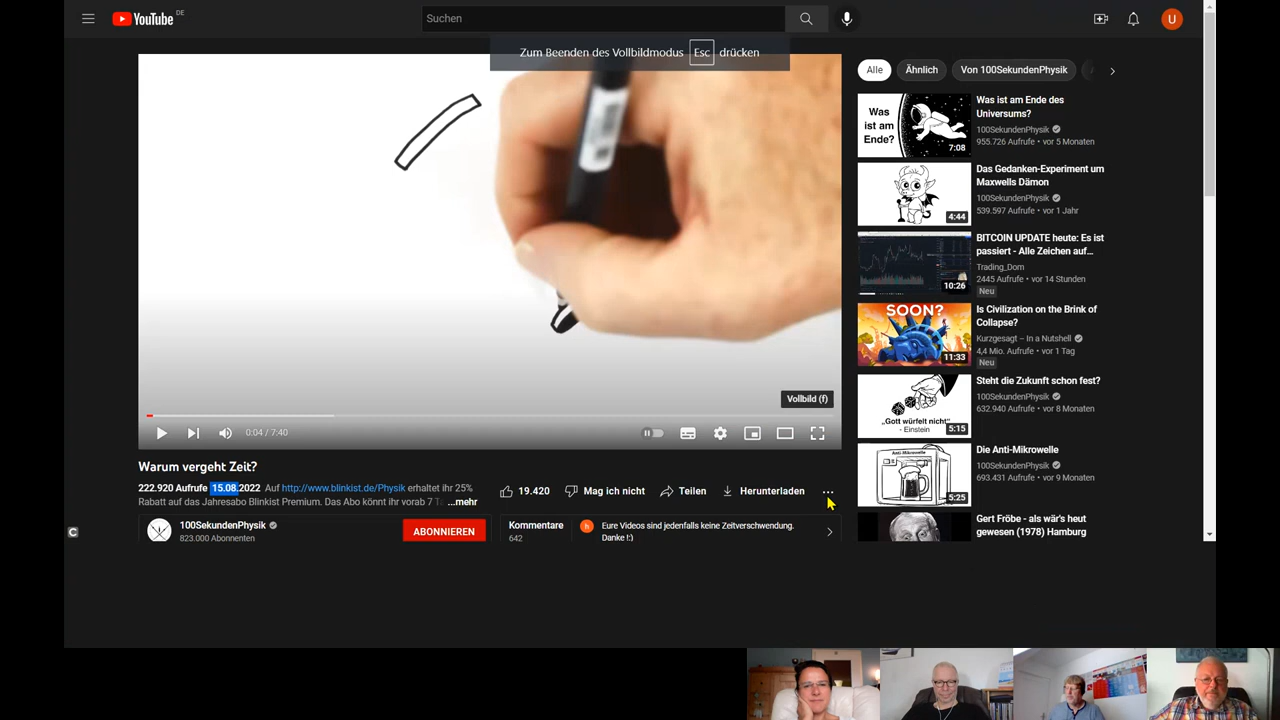 YouTube DE
Suchen
Zum Beenden des Vollbildmodus Esc drücken
Alle
Ähnlich
Von 100SekundenPhysik
Was ist am Ende?
7:08
Was ist am Ende des
Universums?
100SekundenPhysik
955.726 Aufrufe • vor 5 Monaten
4:44
Das Gedanken-Experiment um
Maxwells Dämon
100SekundenPhysik
539.597 Aufrufe • vor 1 Jahr
10:26
BITCOIN UPDATE heute: Es ist
passiert - Alle Zeichen auf...
Trading_Dom
2445 Aufrufe • vor 14 Stunden
Neu
SOON?
11:33
Is Civilization on the Brink of
Collapse?
Kurzgesagt – In a Nutshell
4,4 Mio. Aufrufe • vor 1 Tag
Neu
„Gott würfelt nicht"
- Einstein
5:15
Steht die Zukunft schon fest?
100SekundenPhysik
632.940 Aufrufe • vor 8 Monaten
Anti-Mikrowelle
5:25
Die Anti-Mikrowelle
100SekundenPhysik
693.431 Aufrufe • vor 9 Monaten
Gert Fröbe - als wär's heut
gewesen (1978) Hamburg
Vollbild (f)
0:04 / 7:40
Warum vergeht Zeit?
222.920 Aufrufe 15.08.2022 Auf http://www.blinkist.de/Physik erhaltet ihr 25%
Rabatt auf das Jahresabo Blinkist Premium. Das Abo könnt ihr vorab 7 T ...mehr
19.420
Mag ich nicht
Teilen
Herunterladen
...
100SekundenPhysik
823.000 Abonnenten
ABONNIEREN
Kommentare
642
Eure Videos sind jedenfalls keine Zeitverschwendung.
Danke !:)
U
C